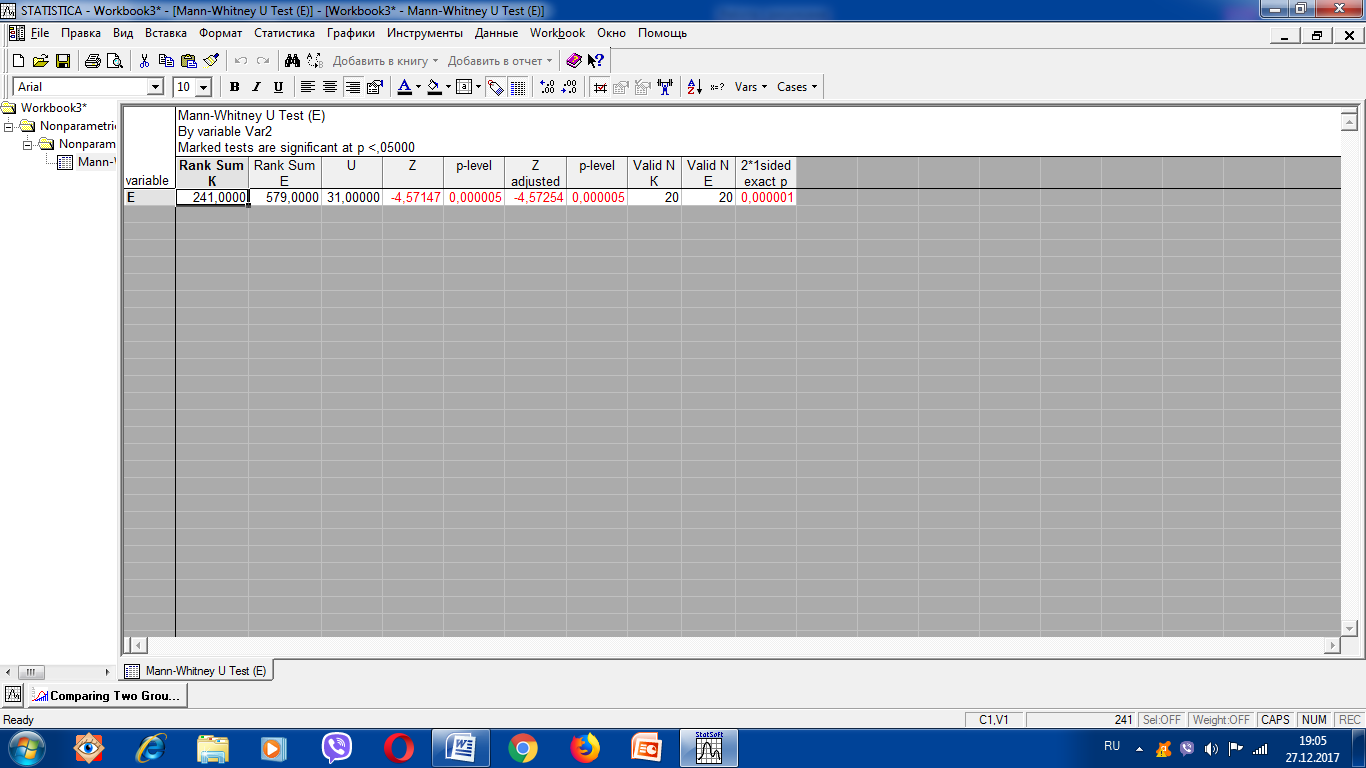 STATISTICA - Workbook3* - [Mann-Whitney U Test (E)] - [Workbook3* - Mann-Whitney U Test (E)]
File Правка Вид Вставка Формат Статистика Графики Инструменты Данные Workbook Окно Помощь
Добавить в книгу Добавить в отчет
Arial 10 B I U A Vars Cases
Workbook3*
Nonparametri
Nonparam
Mann-\
Mann-Whitney U Test (E)
By variable Var2
Marked tests are significant at p <,05000
variable Rank Sum K Rank Sum E U Z p-level Z adjusted p-level Valid N K Valid N E 2*1sided exact p
E 241,0000 579,0000 31,00000 -4,57147 0,000005 -4,57254 0,000005 20 20 0,000001
Mann-Whitney U Test (E)
Comparing Two Grou...
Ready C1,V1 241 Sel:OFF Weight:OFF CAPS NUM REC
StatSoft
RU 19:05
27.12.2017